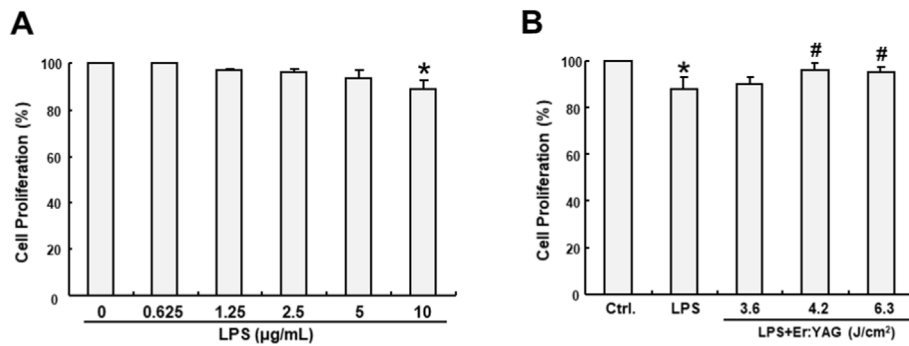 A
Cell Proliferation (%)
100
80
60
40
20
0
*
0 0.625 1.25 2.5 5 10
LPS (µg/mL)
B
Cell Proliferation (%)
100
80
60
40
20
0
* # #
Ctrl. LPS 3.6 4.2 6.3
LPS+Er:YAG (J/cm²)